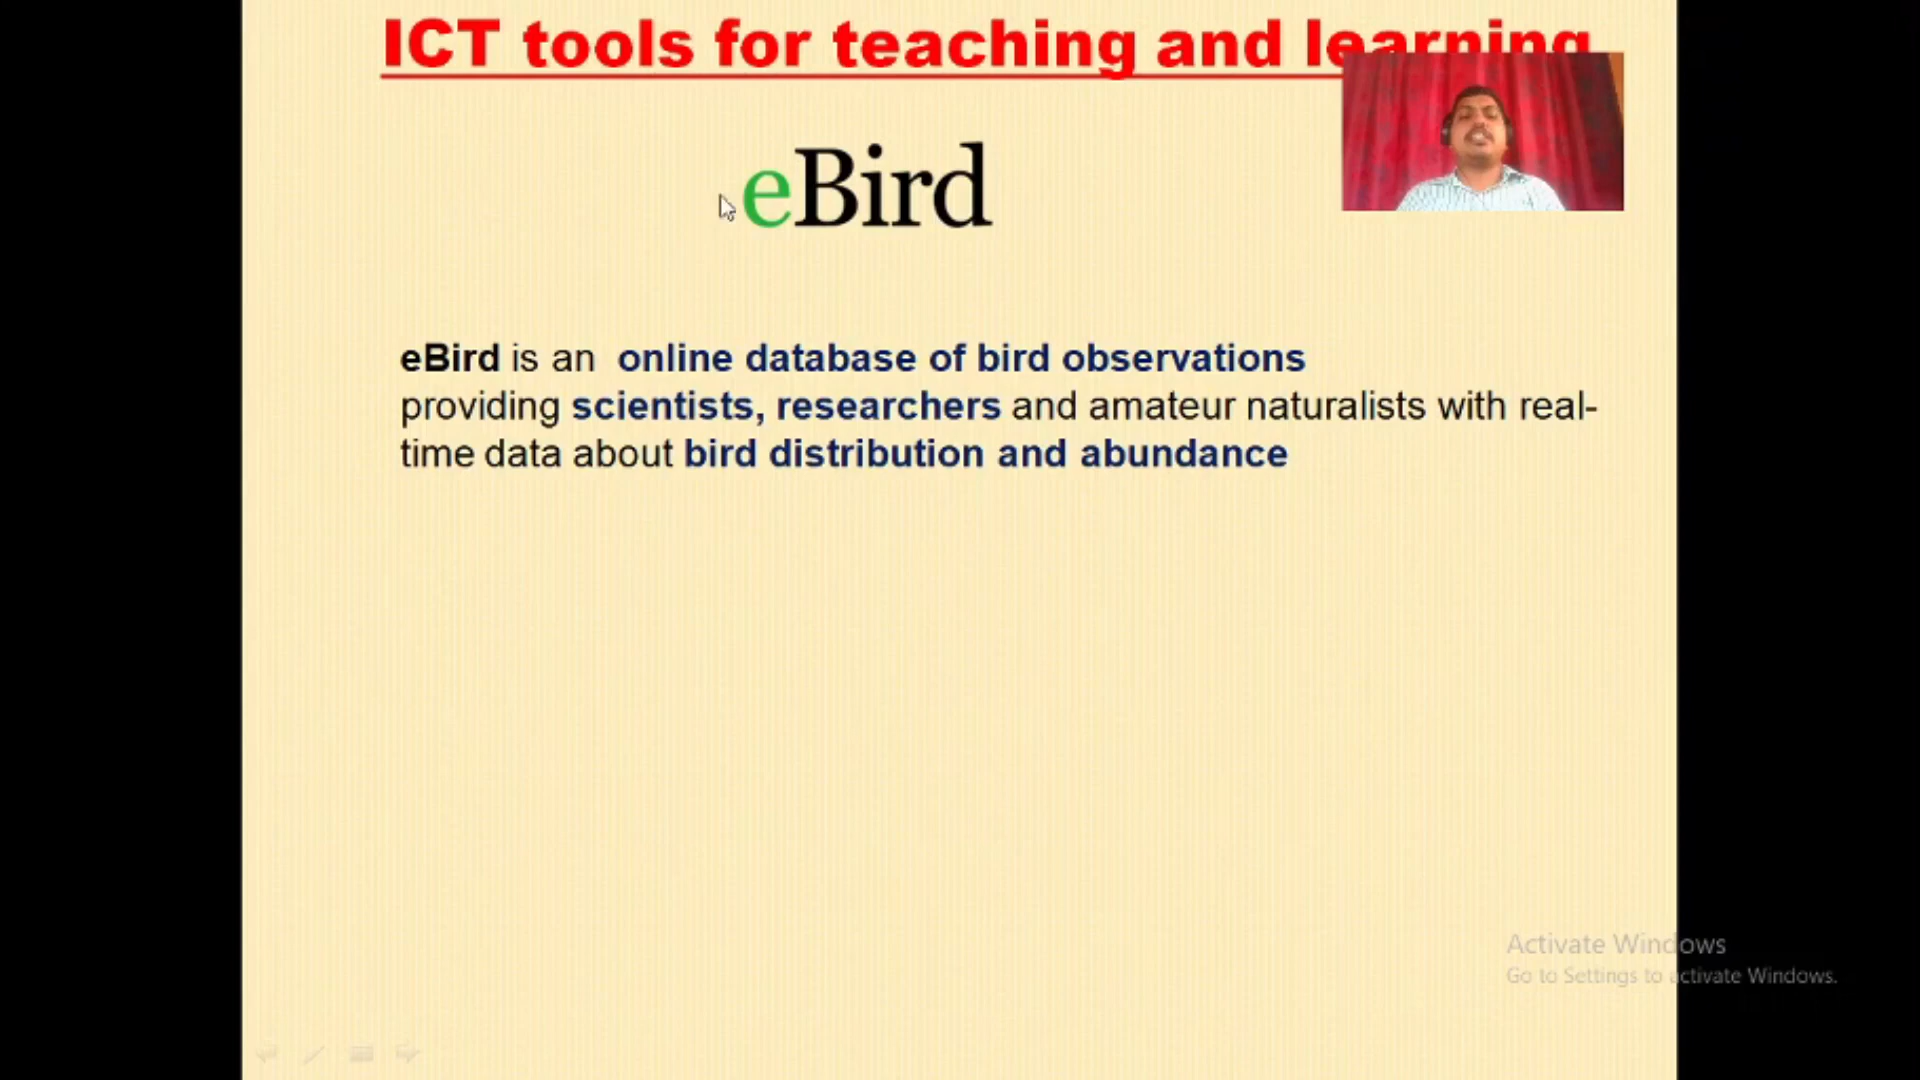 ICT tools for teaching and learning
eBird
eBird is an online database of bird observations
providing scientists, researchers and amateur naturalists with real-
time data about bird distribution and abundance
Activate Windows
Go to Settings to activate Windows.